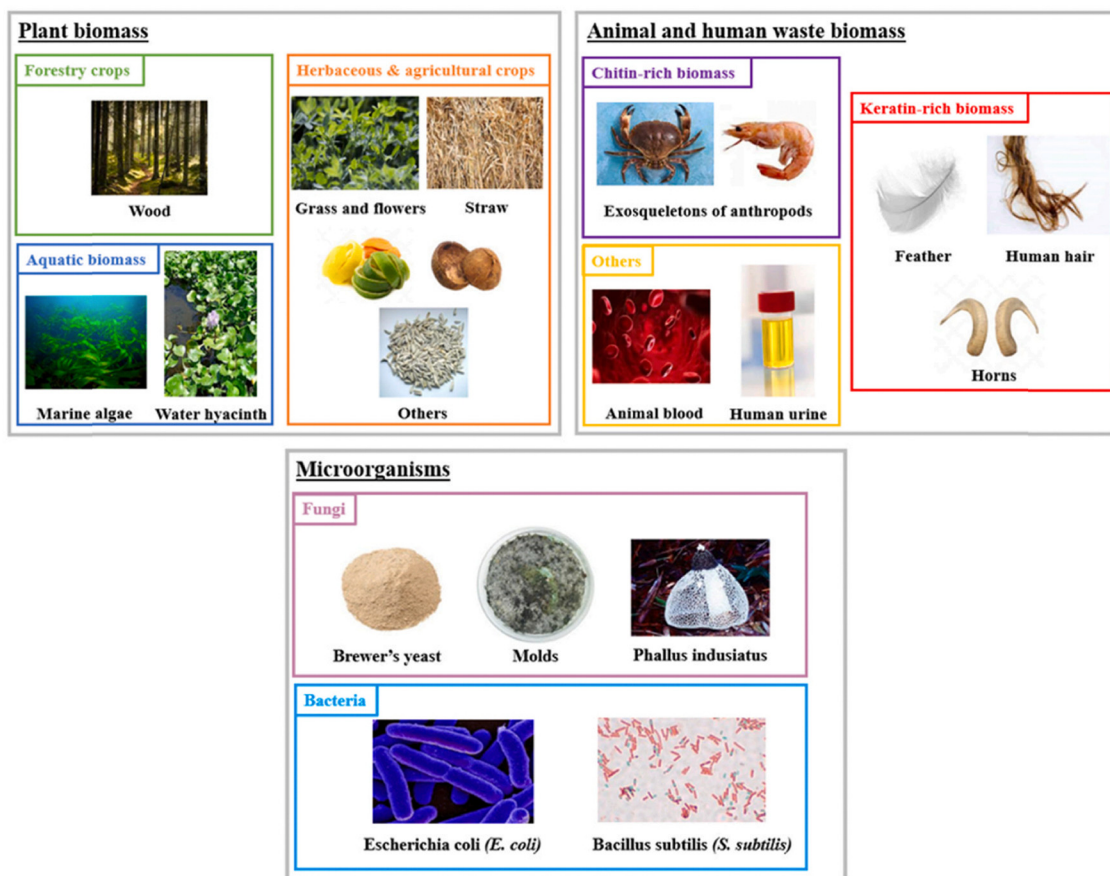 Plant biomass
Forestry crops
Wood
Herbaceous & agricultural crops
Grass and flowers
Straw
Others
Aquatic biomass
Marine algae
Water hyacinth
Animal and human waste biomass
Chitin-rich biomass
Exosqueletons of anthropods
Others
Animal blood
Human urine
Keratin-rich biomass
Feather
Human hair
Horns
Microorganisms
Fungi
Brewer's yeast
Molds
Phallus indusiatus
Bacteria
Escherichia coli (E. coli)
Bacillus subtilis (S. subtilis)